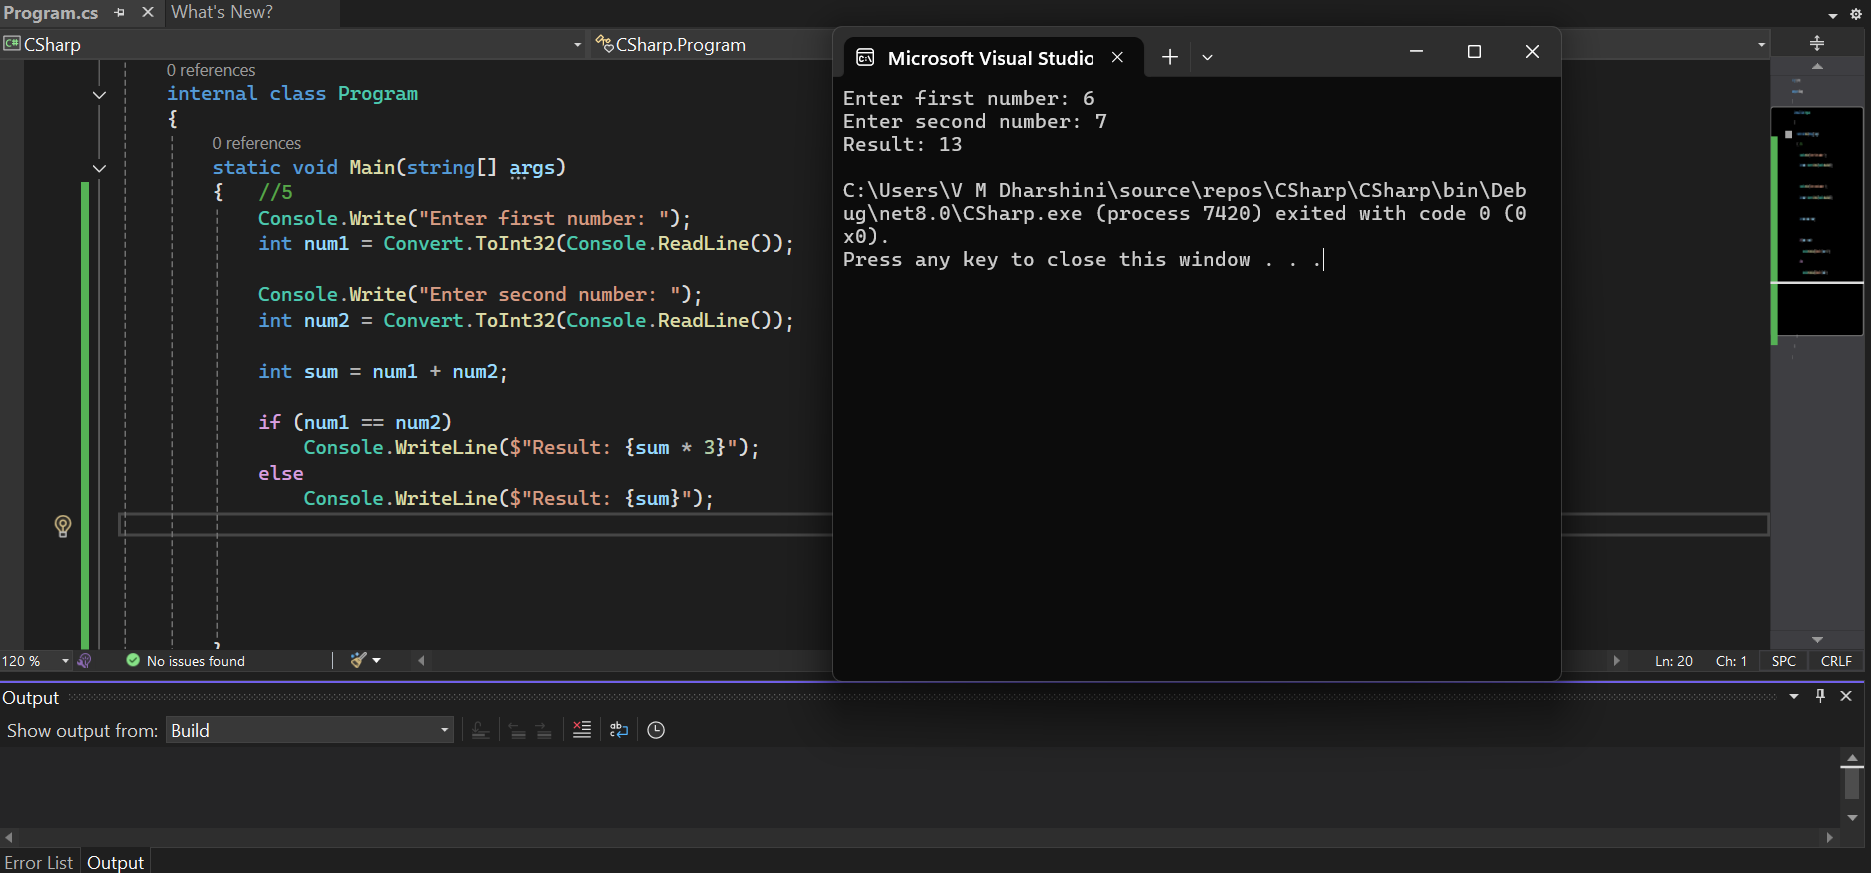 Program.cs
What's New?
CSharp
CSharp.Program
0 references
internal class Program
{
0 references
static void Main(string[] args)
{ //5
Console.Write("Enter first number: ");
int num1 = Convert.ToInt32(Console.ReadLine());
Console.Write("Enter second number: ");
int num2 = Convert.ToInt32(Console.ReadLine());
int sum = num1 + num2;
if (num1 == num2)
Console.WriteLine($"Result: {sum * 3}");
else
Console.WriteLine($"Result: {sum}");
Microsoft Visual Studio
Enter first number: 6
Enter second number: 7
Result: 13
C:\Users\V M Dharshini\source\repos\CSharp\CSharp\bin\Deb
ug\net8.0\CSharp.exe (process 7420) exited with code 0 (0
x0).
Press any key to close this window . . .
120 %
No issues found
Ln: 20 Ch: 1 SPC CRLF
Output
Show output from: Build
Error List Output